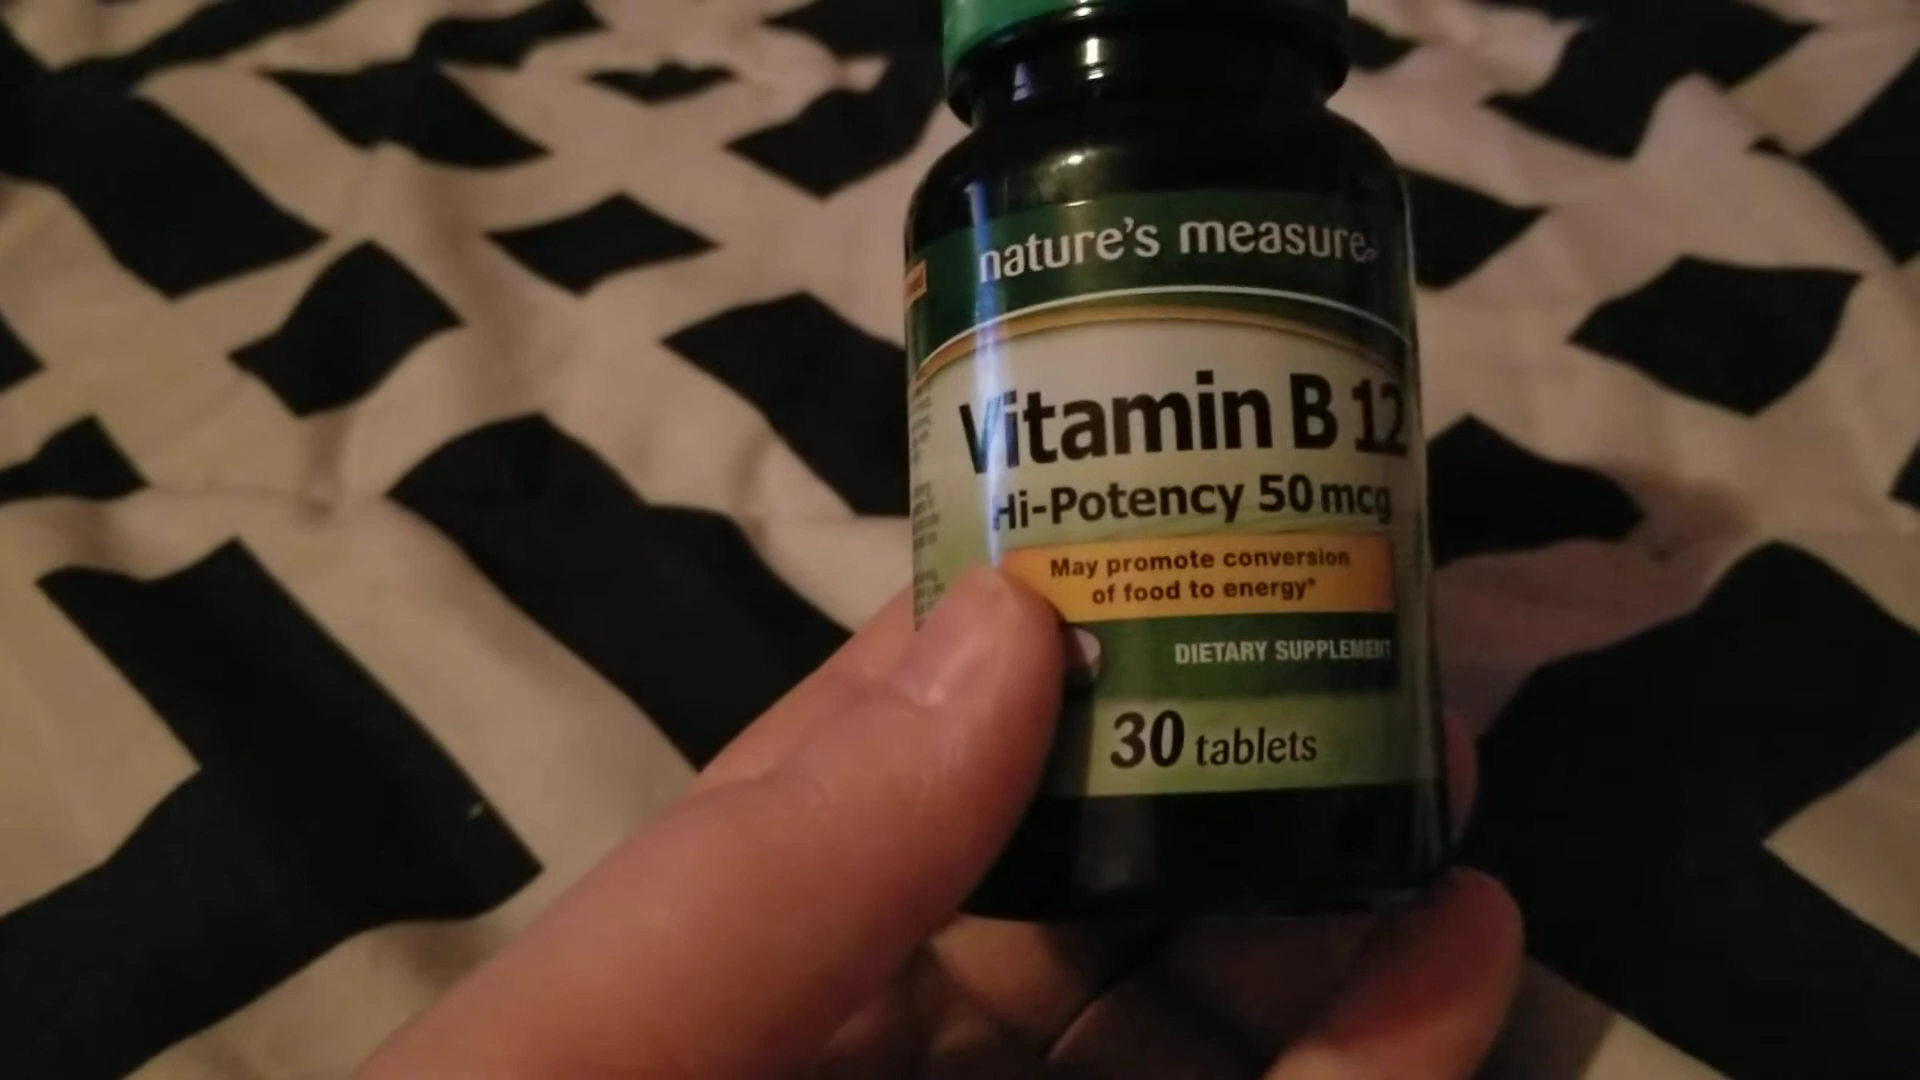 nature's measure
Vitamin B 12
Hi-Potency 50 mcg
May promote conversion
of food to energy*
DIETARY SUPPLEMENT
30 tablets